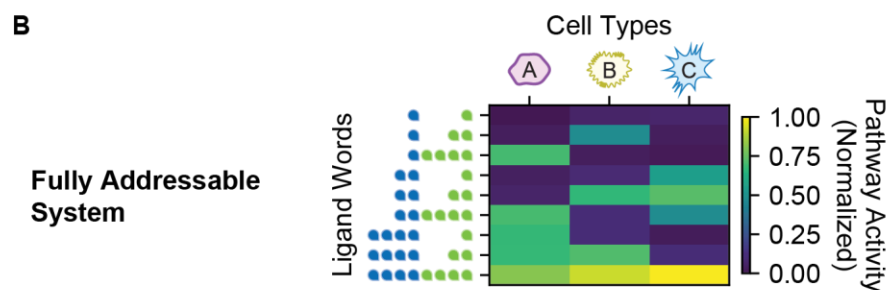 B
Cell Types
A
B
C
Fully Addressable
System
Ligand Words
1.00
0.75
0.50
0.25
0.00
Pathway Activity
(Normalized)